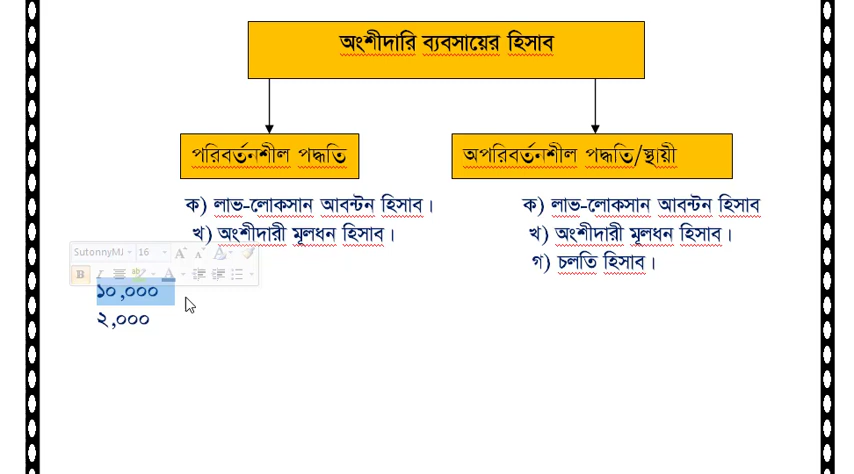 অংশীদারি ব্যবসায়ের হিসাব
পরিবর্তনশীল পদ্ধতি
ক) লাভ-লোকসান আবন্টন হিসাব।
খ) অংশীদারী মূলধন হিসাব।
অপরিবর্তনশীল পদ্ধতি/স্থায়ী
ক) লাভ-লোকসান আবন্টন হিসাব
খ) অংশীদারী মূলধন হিসাব।
গ) চলতি হিসাব।
SutonnyMJ 16
১০,০০০
২,০০০